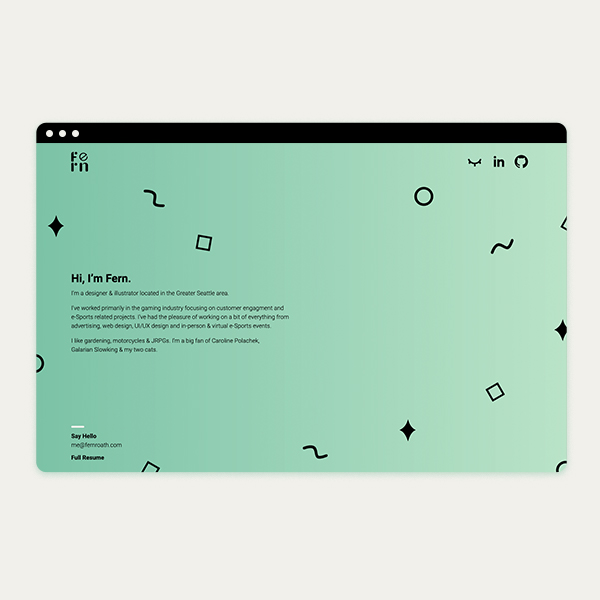 fe
rn
in
Hi, I'm Fern.
I'm a designer & illustrator located in the Greater Seattle area.
I've worked primarily in the gaming industry focusing on customer engagment and
e-Sports related projects. I've had the pleasure of working on a bit of everything from
advertising, web design, UI/UX design and in-person & virtual e-Sports events.
I like gardening, motorcycles & JRPGs. I'm a big fan of Caroline Polachek,
Galarian Slowking & my two cats.
Say Hello
me@fernroath.com
Full Resume